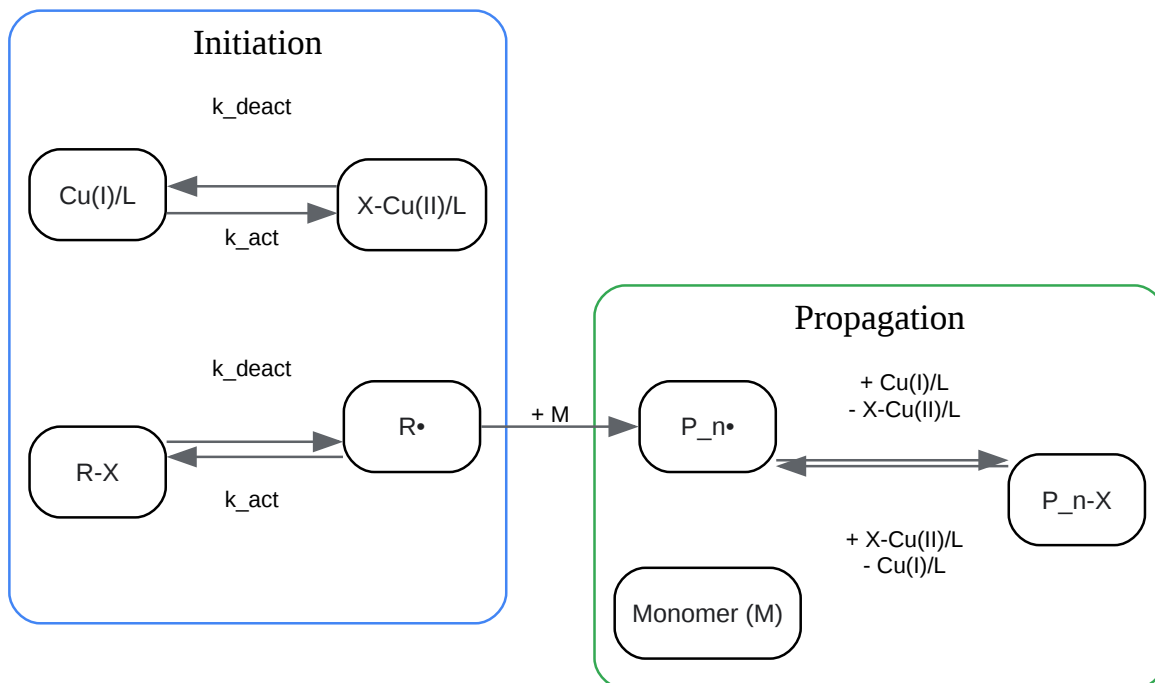 Initiation
k_deact
Cu(I)/L
X-Cu(II)/L
k_act
k_deact
R-X
R•
k_act
+ M
Propagation
+ Cu(I)/L
- X-Cu(II)/L
P_n•
P_n-X
+ X-Cu(II)/L
- Cu(I)/L
Monomer (M)